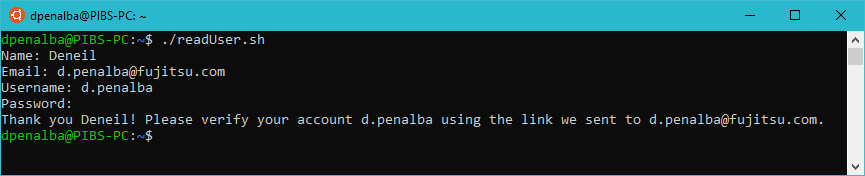 dpenalba@PIBS-PC: ~
dpenalba@PIBS-PC:~$ ./readUser.sh
Name: Deneil
Email: d.penalba@fujitsu.com
Username: d.penalba
Password:
Thank you Deneil! Please verify your account d.penalba using the link we sent to d.penalba@fujitsu.com.
dpenalba@PIBS-PC:~$